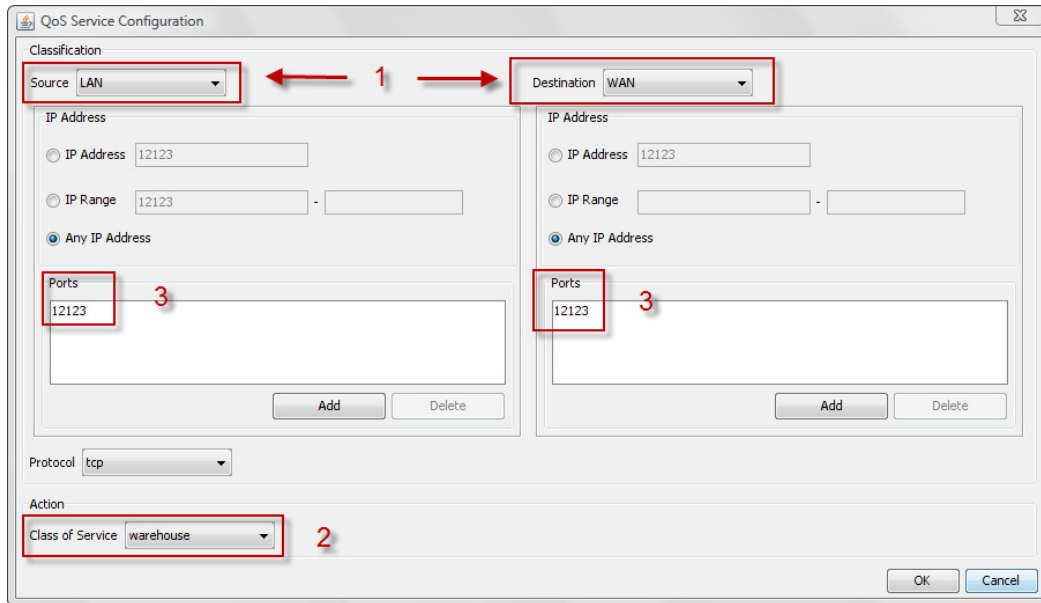 QoS Service Configuration
Classification
Source LAN
1
Destination WAN
IP Address
IP Address 12123
IP Range 12123 -
Any IP Address
Ports
3
12123
Add Delete
IP Address
IP Address 12123
IP Range -
Any IP Address
Ports
3
12123
Add Delete
Protocol tcp
Action
Class of Service warehouse
2
OK Cancel